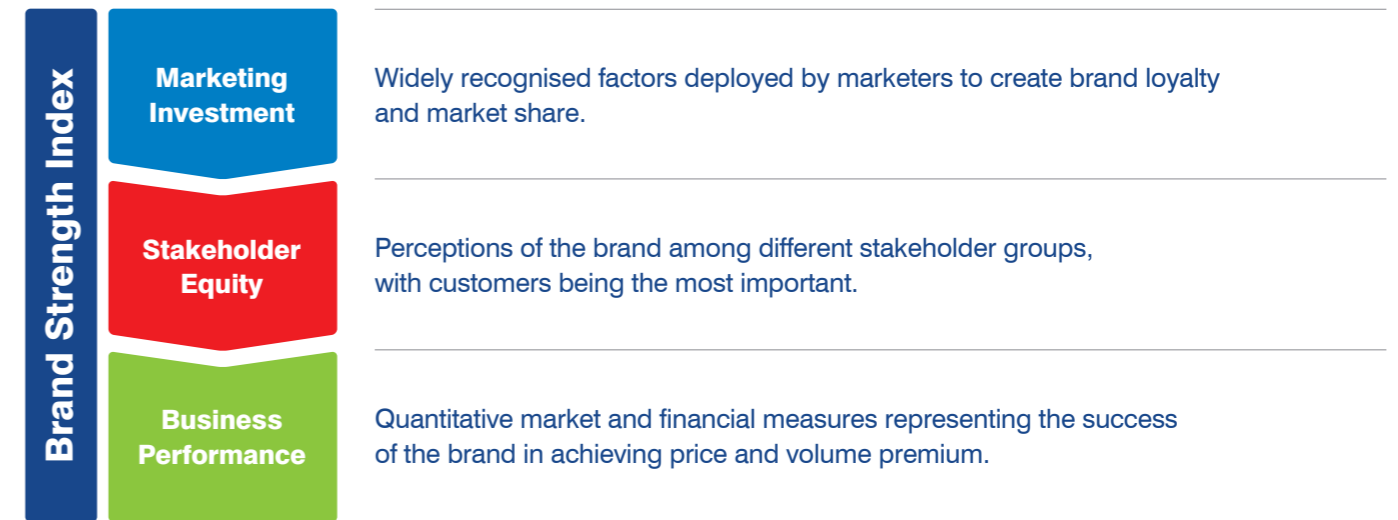 Brand Strength Index
Marketing
Investment
Widely recognised factors deployed by marketers to create brand loyalty
and market share.
Stakeholder
Equity
Perceptions of the brand among different stakeholder groups,
with customers being the most important.
Business
Performance
Quantitative market and financial measures representing the success
of the brand in achieving price and volume premium.